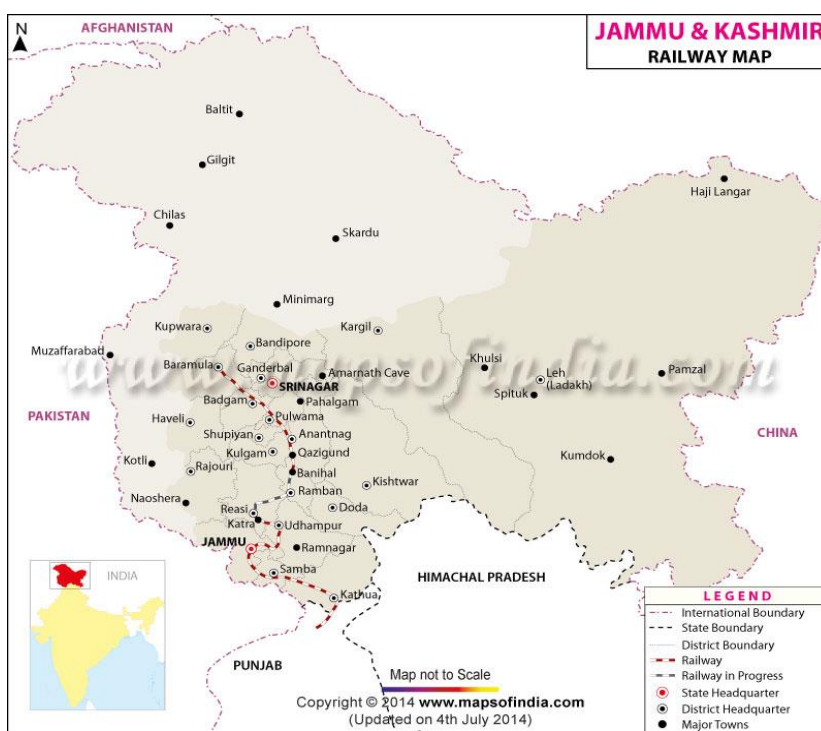 AFGHANISTAN
N
JAMMU & KASHMIR
RAILWAY MAP
Baltit
Gilgit
Haji Langar
Chilas
Skardu
Minimarg
Kupwara
Kargil
Bandipore
Muzaffarabad
Baramula
Ganderbal
Amarnath Cave
Khulsi
Leh
(Ladakh)
Pamzal
www.mapsofindia.com
SRINAGAR
Spituk
Badgam
Pahalgam
PAKISTAN
Haveli
Pulwama
CHINA
Shupiyan
Anantnag
Kulgam
Qazigund
Kotli
Rajouri
Banihal
Kumdok
Kishtwar
Naoshera
Ramban
Reasi
Doda
Katra
Udhampur
JAMMU
Ramnagar
INDIA
Samba
HIMACHAL PRADESH
Kathua
LEGEND
International Boundary
State Boundary
District Boundary
Railway
Railway in Progress
State Headquarter
District Headquarter
Major Towns
PUNJAB
Map not to Scale
Copyright © 2014 www.mapsofindia.com
(Updated on 4th July 2014)